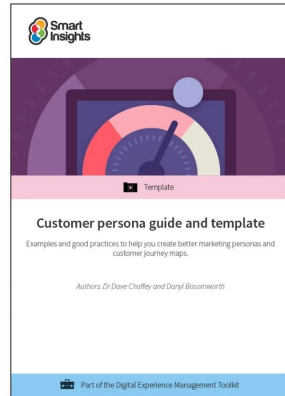 Smart
Insights
Template
Customer persona guide and template
Examples and good practices to help you create better marketing personas and
customer journey maps.
Authors: Dr Dave Chaffey and Danyl Bosomworth
Part of the Digital Experience Management Toolkit